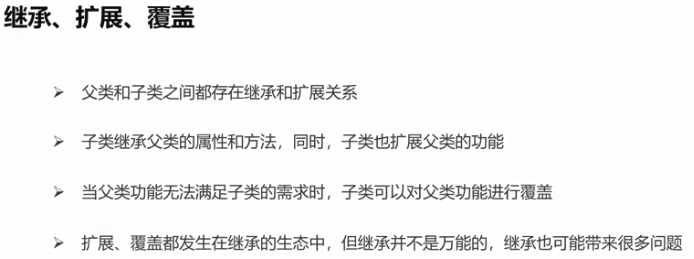 继承、扩展、覆盖
➢ 父类和子类之间都存在继承和扩展关系
➢ 子类继承父类的属性和方法，同时，子类也扩展父类的功能
➢ 当父类功能无法满足子类的需求时，子类可以对父类功能进行覆盖
➢ 扩展、覆盖都发生在继承的生态中，但继承并不是万能的，继承也可能带来很多问题